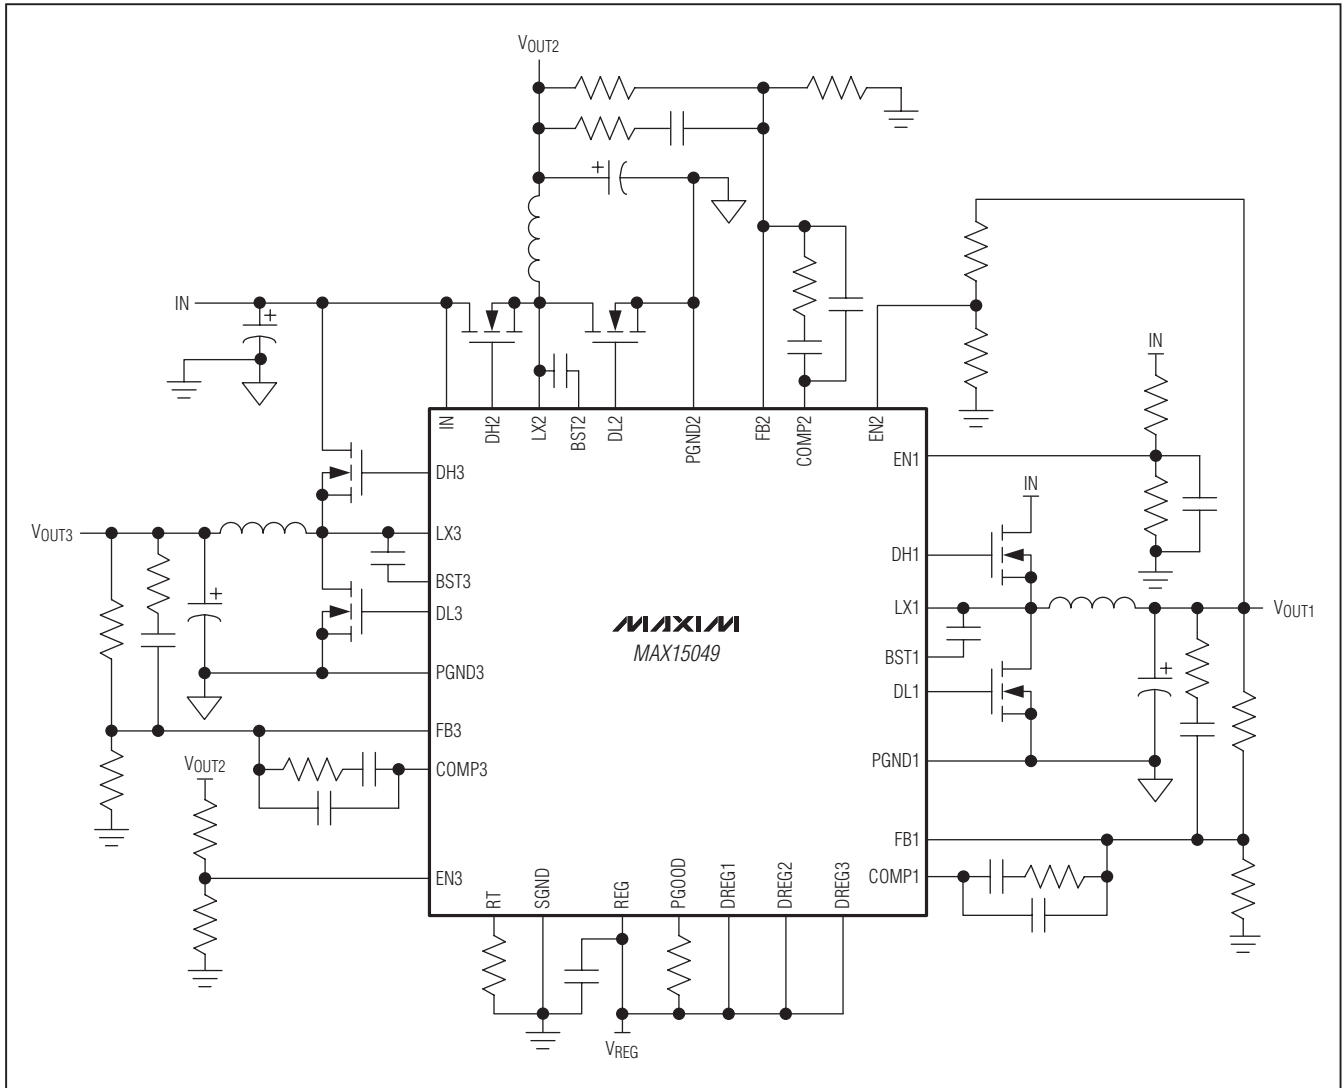 VOUT2
IN
IN
DH2
LX2
BST2
DL2
PGND2
FB2
COMP2
EN2
IN
EN1
DH3
IN
VOUT3
LX3
DH1
BST3
DL3
LX1
VOUT1
MAXIM
MAX15049
BST1
PGND3
DL1
FB3
VOUT2
COMP3
PGND1
FB1
EN3
COMP1
RT
SGND
REG
PGOOD
DREG1
DREG2
DREG3
VREG
+
+
+
+